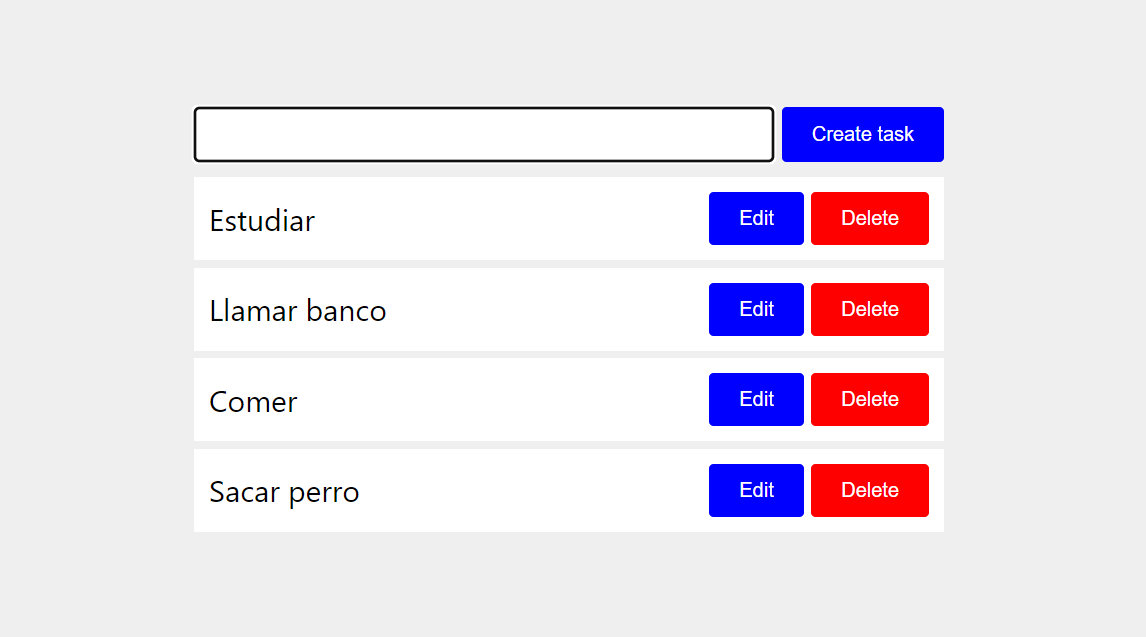 Create task
Estudiar Edit Delete
Llamar banco Edit Delete
Comer Edit Delete
Sacar perro Edit Delete